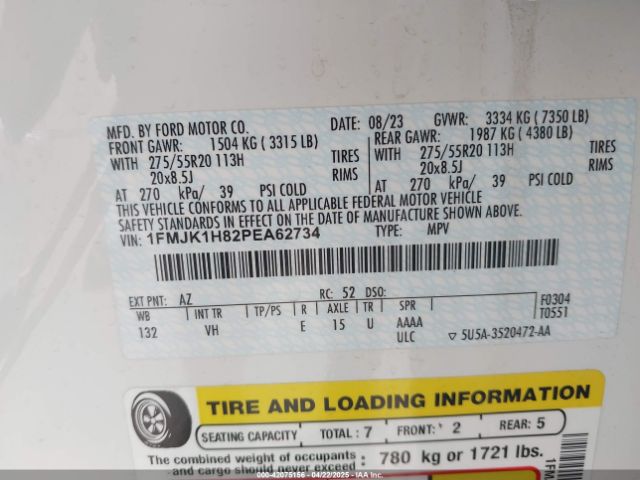 MFD. BY FORD MOTOR CO.
DATE: 08/23 GVWR: 3334 KG ( 7350 LB)
FRONT GAWR: 1504 KG ( 3315 LB)
REAR GAWR: 1987 KG ( 4380 LB)
WITH 275/55R20 113H TIRES
WITH 275/55R20 113H TIRES
20x8.5J RIMS
20x8.5J RIMS
AT 270 kPa/ 39 PSI COLD
AT 270 kPa/ 39 PSI COLD
THIS VEHICLE CONFORMS TO ALL APPLICABLE FEDERAL MOTOR VEHICLE
SAFETY STANDARDS IN EFFECT ON THE DATE OF MANUFACTURE SHOWN ABOVE.
VIN: 1FMJK1H82PEA62734 TYPE: MPV
EXT PNT: AZ RC: 52 DSO: F0304
WB INT TR TP/PS R AXLE TR SPR T0551
132 VH E 15 U AAAA
ULC ▽ 5U5A-3520472-AA
TIRE AND LOADING INFORMATION
SEATING CAPACITY TOTAL : 7 FRONT: 2 REAR: 5
The combined weight of occupants
and cargo should never exceed : 780 kg or 1721 lbs.
1FM
000-42075156 - 04/22/2025 - IAA Inc.